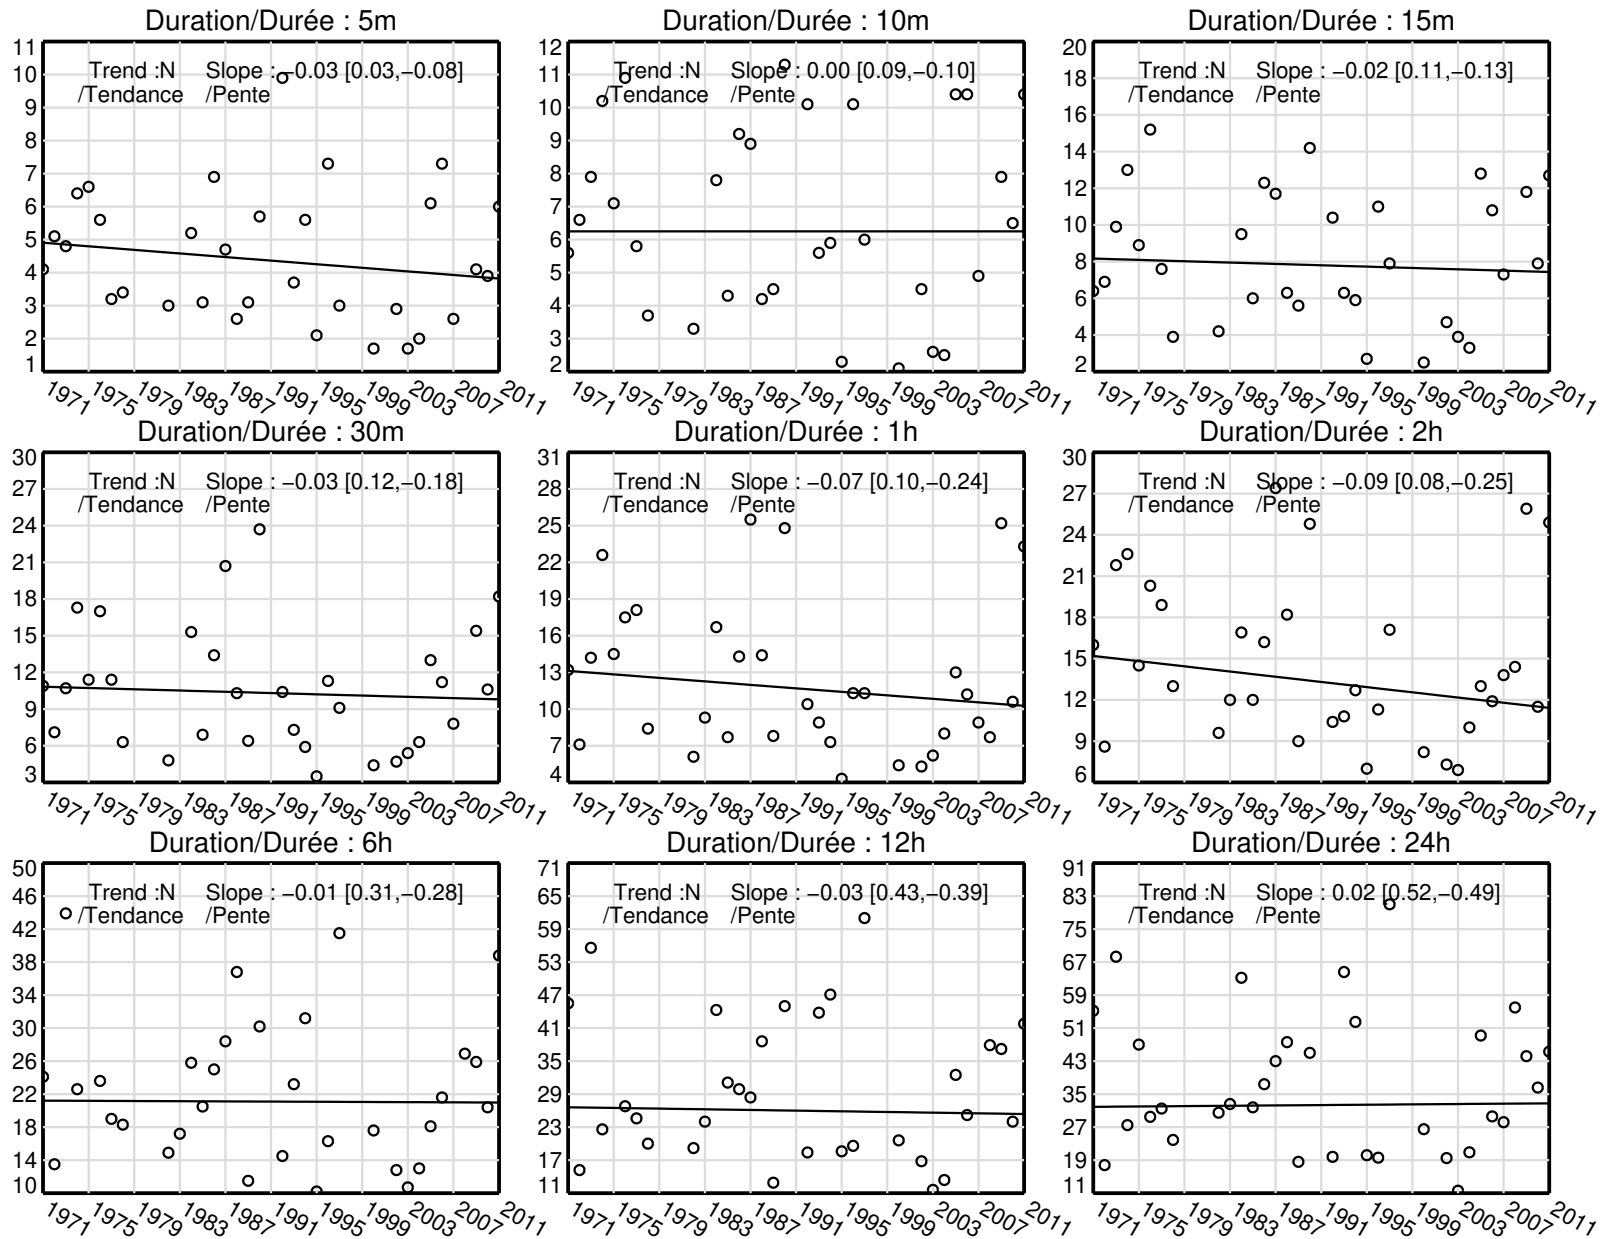 Duration/Durée : 5m
11
10
9
8
7
6
5
4
3
2
1
Trend :N Slope : −0.03 [0.03,−0.08]
/Tendance /Pente
1971 1975 1979 1983 1987 1991 1995 1999 2003 2007 2011
Duration/Durée : 10m
12
11
10
9
8
7
6
5
4
3
2
Trend :N Slope : 0.00 [0.09,−0.10]
/Tendance /Pente
1971 1975 1979 1983 1987 1991 1995 1999 2003 2007 2011
Duration/Durée : 15m
20
18
16
14
12
10
8
6
4
2
Trend :N Slope : −0.02 [0.11,−0.13]
/Tendance /Pente
1971 1975 1979 1983 1987 1991 1995 1999 2003 2007 2011
Duration/Durée : 30m
30
27
24
21
18
15
12
9
6
3
Trend :N Slope : −0.03 [0.12,−0.18]
/Tendance /Pente
1971 1975 1979 1983 1987 1991 1995 1999 2003 2007 2011
Duration/Durée : 1h
31
28
25
22
19
16
13
10
7
4
Trend :N Slope : −0.07 [0.10,−0.24]
/Tendance /Pente
1971 1975 1979 1983 1987 1991 1995 1999 2003 2007 2011
Duration/Durée : 2h
30
27
24
21
18
15
12
9
6
Trend :N Slope : −0.09 [0.08,−0.25]
/Tendance /Pente
1971 1975 1979 1983 1987 1991 1995 1999 2003 2007 2011
Duration/Durée : 6h
50
46
42
38
34
30
26
22
18
14
10
Trend :N Slope : −0.01 [0.31,−0.28]
/Tendance /Pente
1971 1975 1979 1983 1987 1991 1995 1999 2003 2007 2011
Duration/Durée : 12h
71
65
59
53
47
41
35
29
23
17
11
Trend :N Slope : −0.03 [0.43,−0.39]
/Tendance /Pente
1971 1975 1979 1983 1987 1991 1995 1999 2003 2007 2011
Duration/Durée : 24h
91
83
75
67
59
51
43
35
27
19
11
Trend :N Slope : 0.02 [0.52,−0.49]
/Tendance /Pente
1971 1975 1979 1983 1987 1991 1995 1999 2003 2007 2011